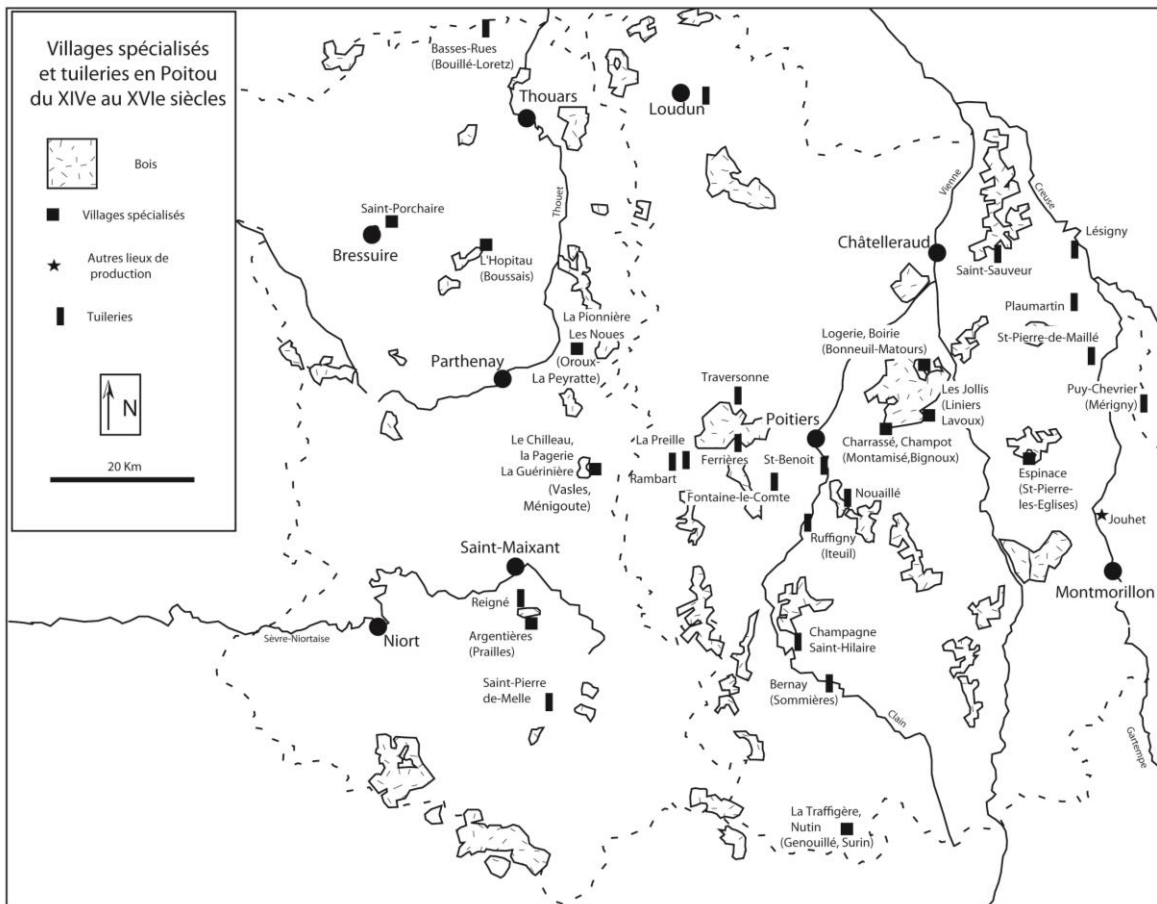 Villages spécialisés
et tuileries en Poitou
du XIVe au XVIe siècles
Bois
Villages spécialisés
Autres lieux de
production
Tuileries
N
20 Km
Basses-Rues
(Bouillé-Loretz)
Thouars
Loudun
Thouet
Vienne
Creuse
Saint-Porchaire
Bressuire
L'Hopitau
(Boussais)
Châtelleraud
Saint-Sauveur
Lésigny
Plaumartin
La Pionnière
Les Noues
(Oroux-
La Peyratte)
Parthenay
Logerie, Boirie
(Bonneuil-Matours)
St-Pierre-de-Maillé
Traversonne
Les Jollis
(Liniers
Lavoux)
Puy-Chevrier
(Mérigny)
Poitiers
Charrassé, Champot
(Montamisé,Bignoux)
Le Chilleau,
la Pagerie
La Guérinière
(Vasles,
Ménigoute)
La Preille
Rambart
Ferrières
St-Benoit
Fontaine-le-Comte
Nouaillé
Espinace
(St-Pierre-
les-Eglises)
Jouhet
Ruffigny
(Iteuil)
Saint-Maixant
Montmorillon
Reigné
Niort
Sèvre-Niortaise
Argentières
(Prailles)
Champagne
Saint-Hilaire
Saint-Pierre
de-Melle
Bernay
(Sommières)
Clain
Gartempe
La Traffigère,
Nutin
(Genouillé, Surin)